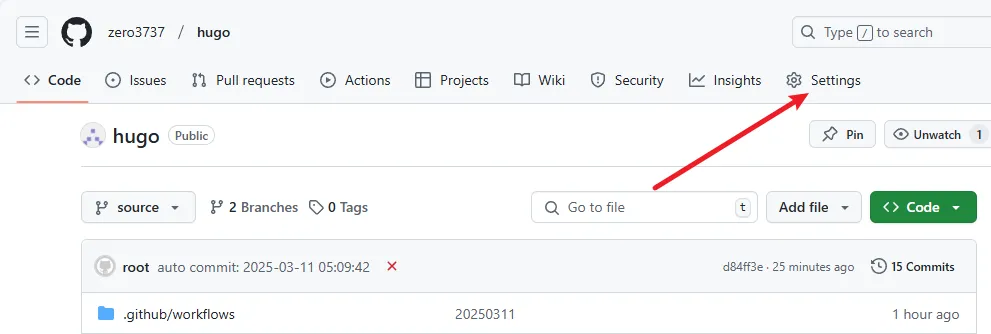 zero3737 / hugo Type / to search
Code Issues Pull requests Actions Projects Wiki Security Insights Settings
hugo Public Pin Unwatch 1
source 2 Branches 0 Tags Go to file t Add file Code
root auto commit: 2025-03-11 05:09:42 d84ff3e · 25 minutes ago 15 Commits
.github/workflows 20250311 1 hour ago